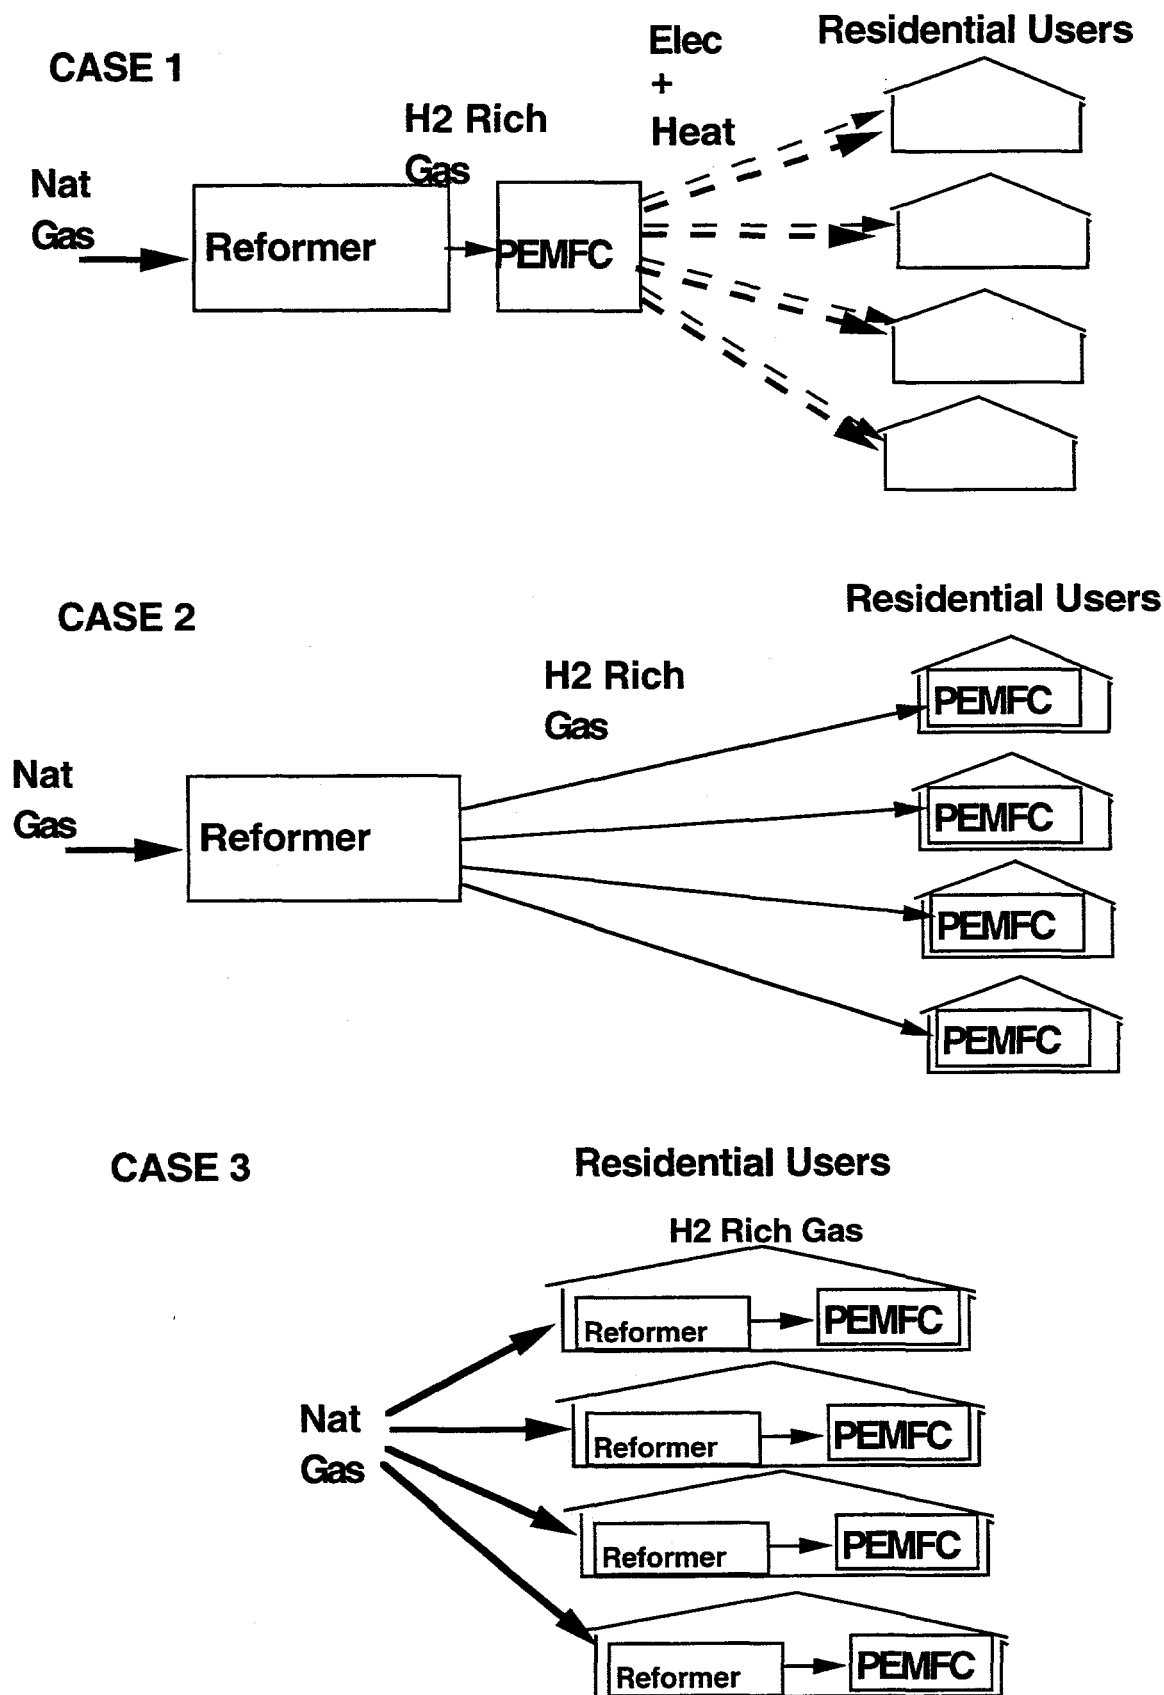 CASE 1
Elec
+
Heat
Residential Users
H2 Rich
Gas
Nat
Gas
Reformer
PEMFC
CASE 2
Residential Users
H2 Rich
Gas
Nat
Gas
Reformer
PEMFC
PEMFC
PEMFC
PEMFC
CASE 3
Residential Users
H2 Rich Gas
Nat
Gas
Reformer
PEMFC
Reformer
PEMFC
Reformer
PEMFC
Reformer
PEMFC